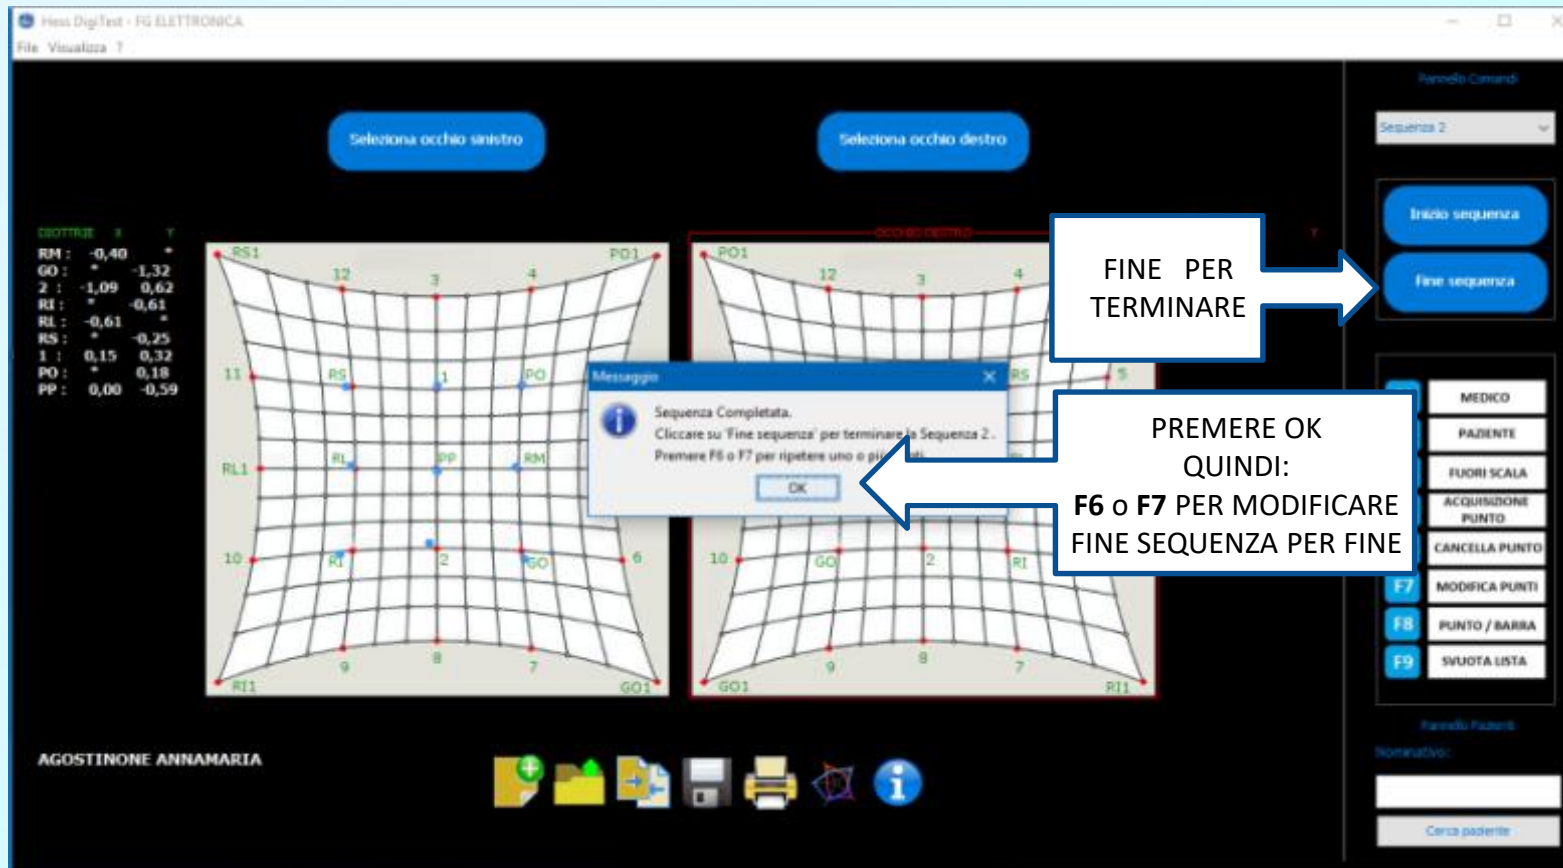 Hess DigiTest - FG ELETTRONICA
File Visualizza ?
Pannello Comandi
Seleziona occhio sinistro
Seleziona occhio destro
Sequenza 2
Inizio sequenza
Fine sequenza
FINE PER
TERMINARE
DIOTTRIE X Y
RM : -0,40 *
GO : * -1,32
2 : -1,09 0,62
RI : * -0,61
RL : -0,61 *
RS : * -0,25
1 : 0,15 0,32
PO : * 0,18
PP : 0,00 -0,59
RS1 PO1
12 3 4
11 RS 1 PO
RL1 RL PP RM
10 RI 2 GO 6
9 8 7
RI1 GO1
OCCHIO DESTRO
Y
PO1
12 3 4
RS 5
10 GO 2 RI
9 8 7
GO1 RI1
Messaggio
Sequenza Completata.
Cliccare su 'Fine sequenza' per terminare la Sequenza 2 .
Premere F6 o F7 per ripetere uno o più
OK
PREMERE OK
QUINDI:
F6 o F7 PER MODIFICARE
FINE SEQUENZA PER FINE
MEDICO
PAZIENTE
FUORI SCALA
ACQUISIZIONE
PUNTO
CANCELLA PUNTO
F7 MODIFICA PUNTI
F8 PUNTO / BARRA
F9 SVUOTA LISTA
AGOSTINONE ANNAMARIA
Pannello Pazienti
Nominativo:
Cerca paziente